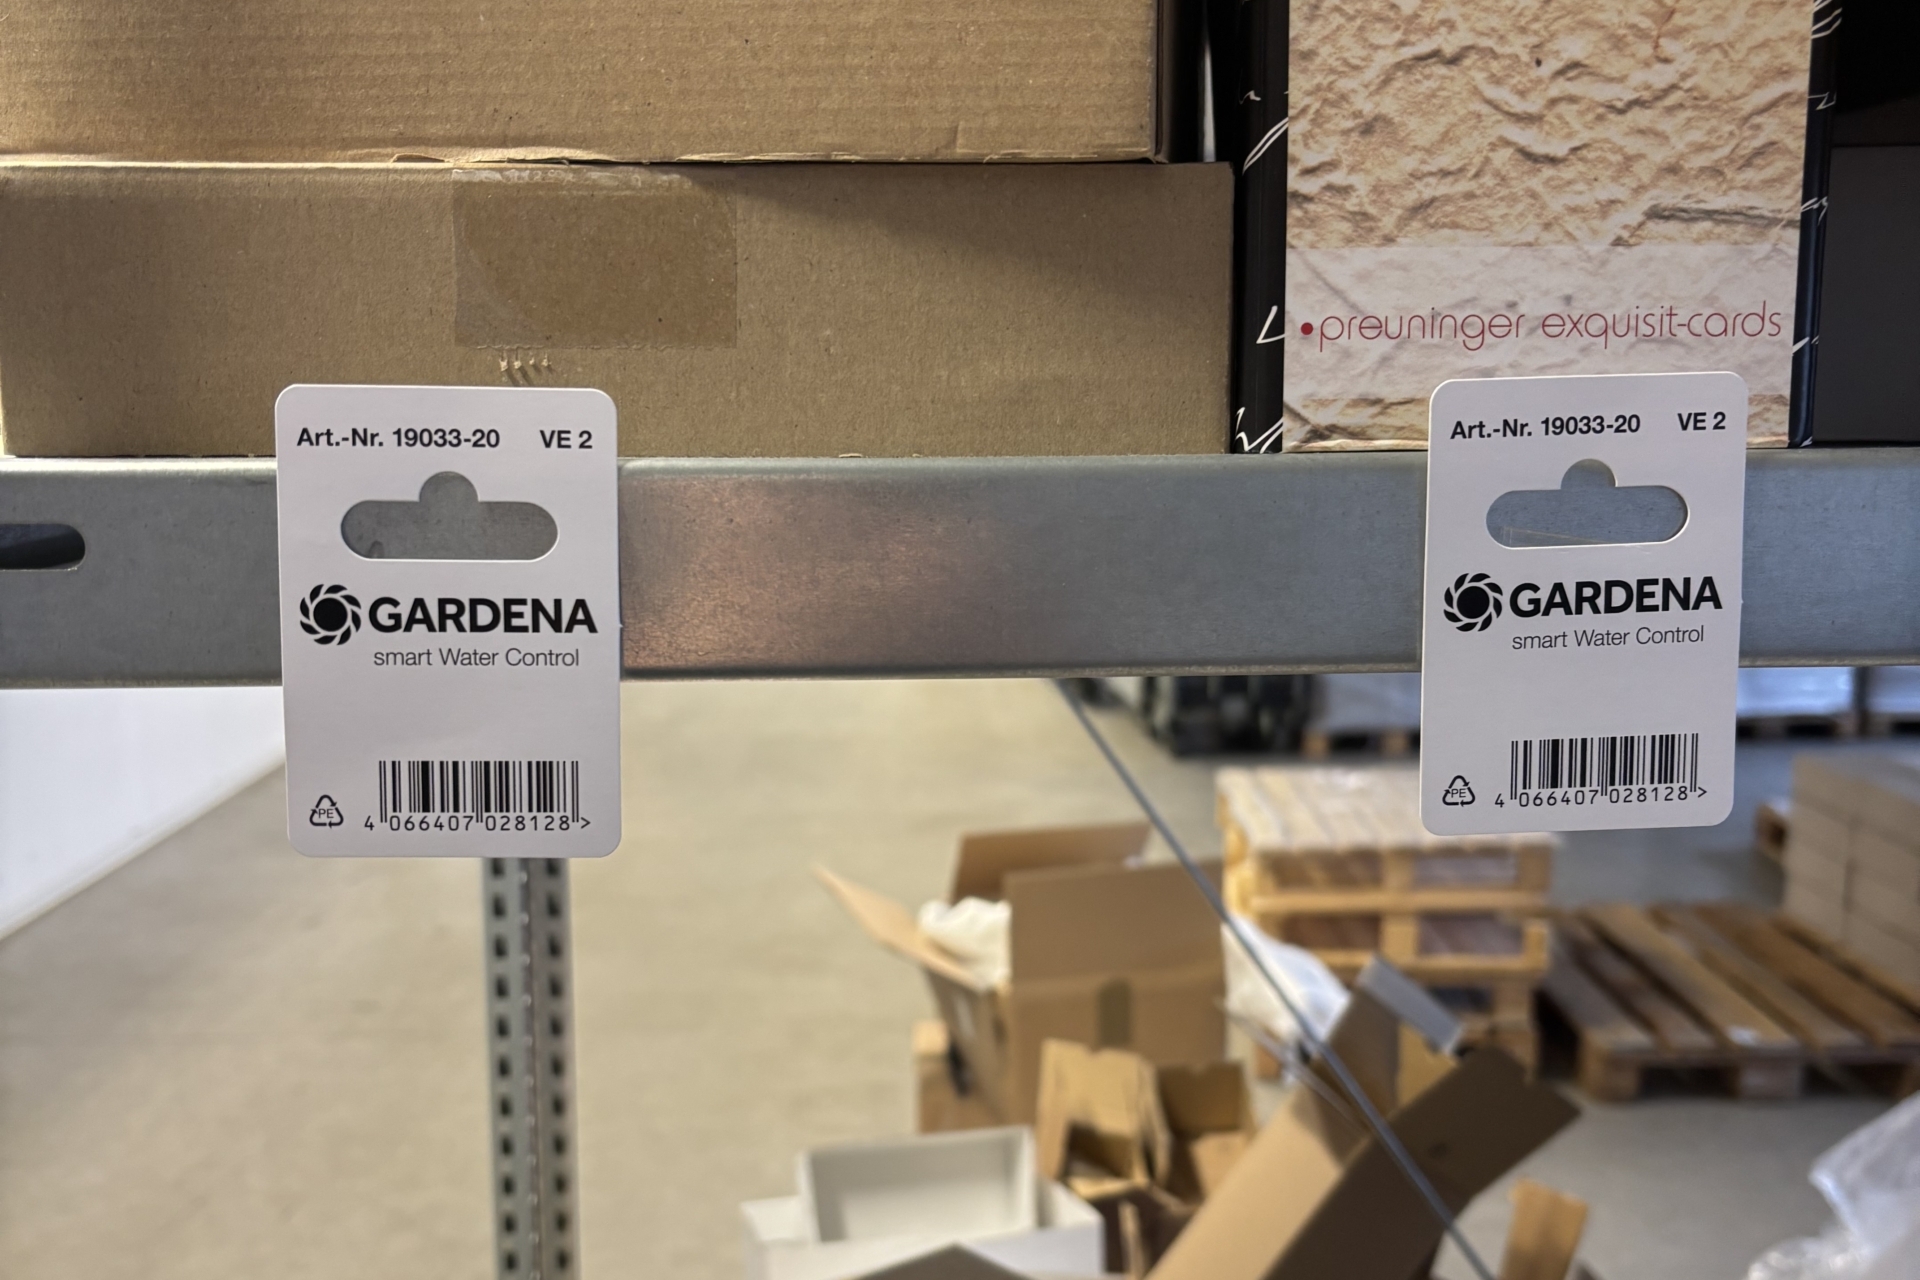 •preuninger exquisit-cards
Art.-Nr. 19033-20 VE 2
GARDENA
smart Water Control
PE
4 066407 028128 >
Art.-Nr. 19033-20 VE 2
GARDENA
smart Water Control
PE
4 066407 028128 >